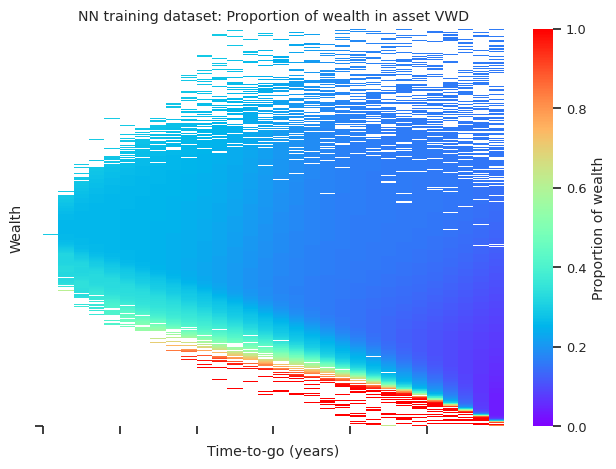 NN training dataset: Proportion of wealth in asset VWD
Wealth
Time-to-go (years)
1.0
0.8
0.6
0.4
0.2
0.0
Proportion of wealth